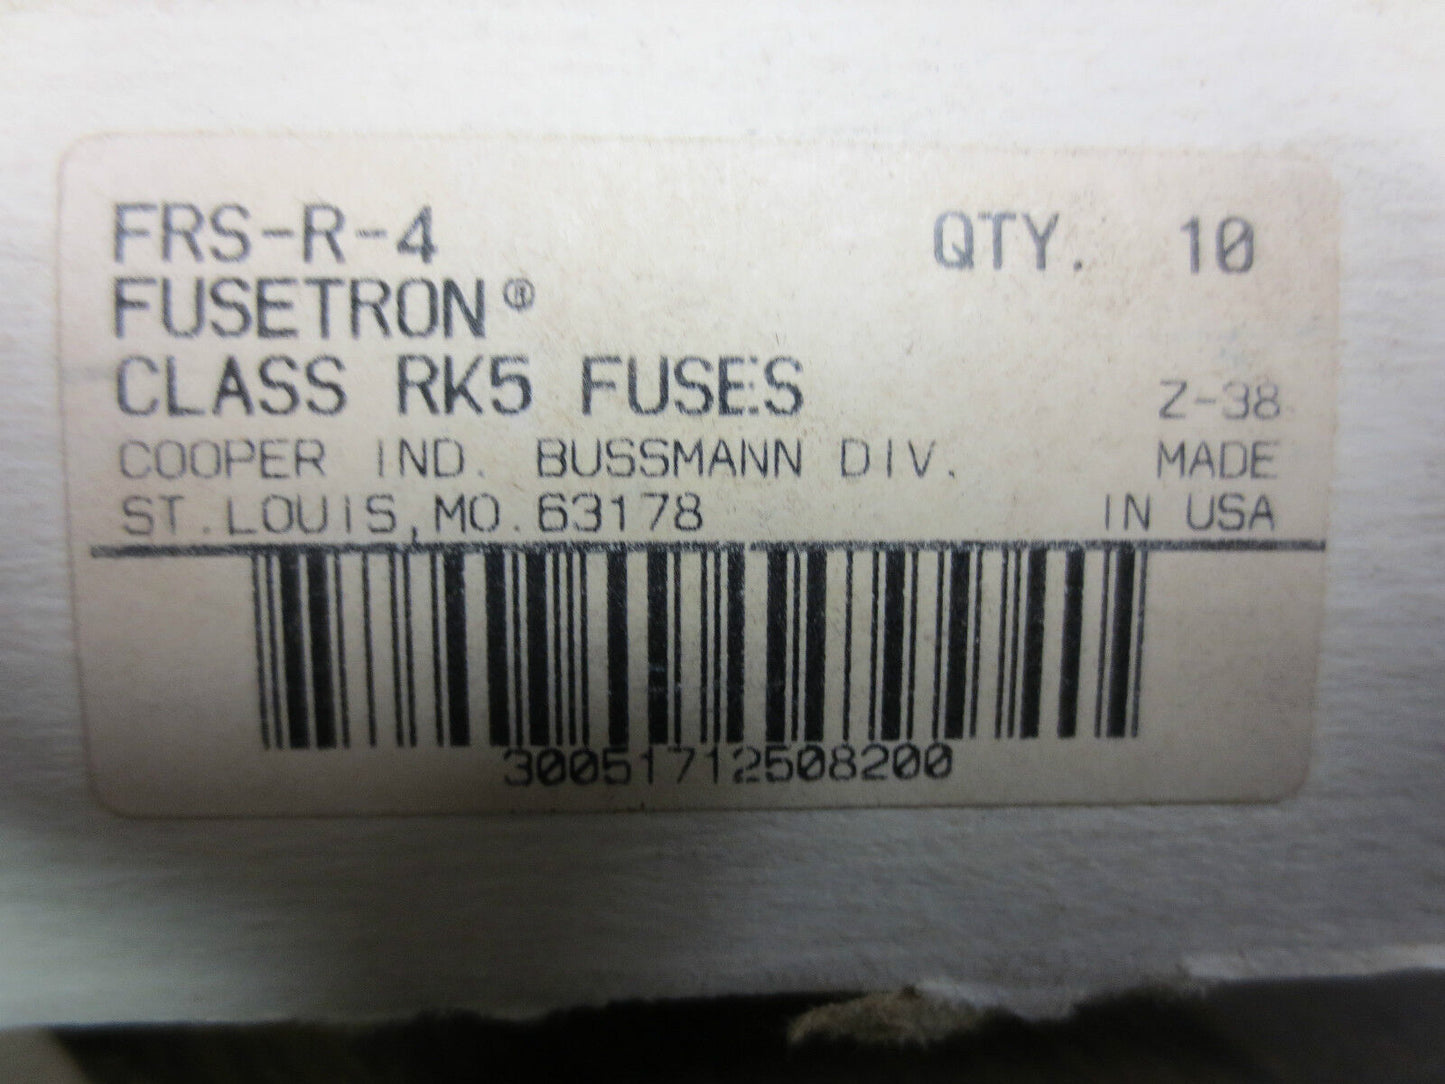 FRS-R-4 QTY. 10
FUSETRON®
CLASS RK5 FUSES Z-38
COOPER IND. BUSSMANN DIV. MADE
ST.LOUIS,MO.63178 IN USA
30051712508200